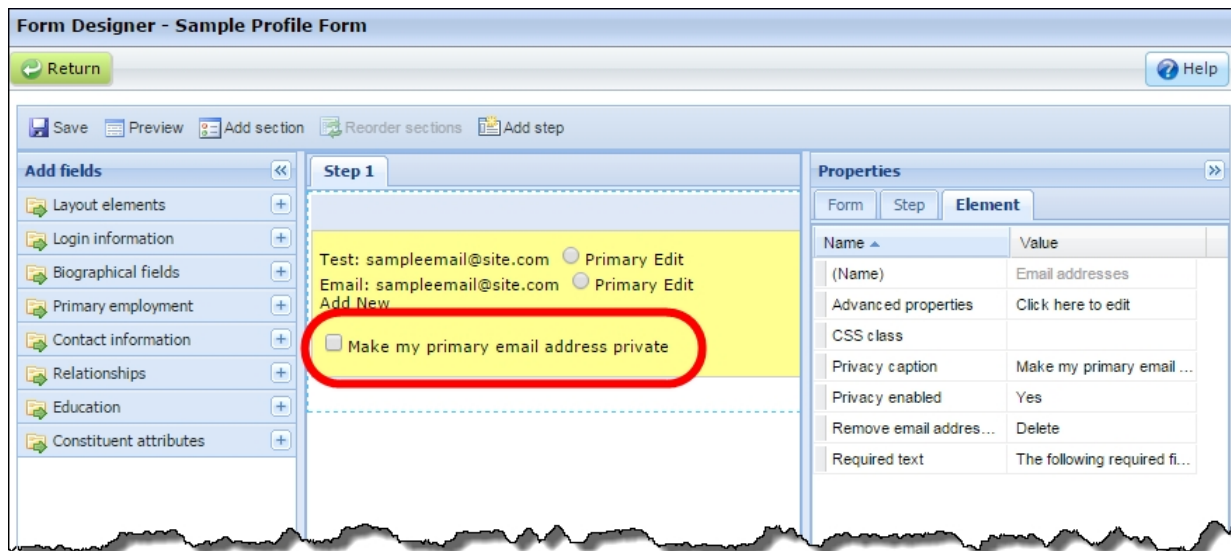 Form Designer - Sample Profile Form
Return
Help
Save Preview Add section Reorder sections Add step
Add fields
Layout elements
Login information
Biographical fields
Primary employment
Contact information
Relationships
Education
Constituent attributes
Step 1
Test: sampleemail@site.com Primary Edit
Email: sampleemail@site.com Primary Edit
Add New
Make my primary email address private
Properties
Form Step Element
Name Value
(Name) Email addresses
Advanced properties Click here to edit
CSS class
Privacy caption Make my primary email ...
Privacy enabled Yes
Remove email addres... Delete
Required text The following required fi...